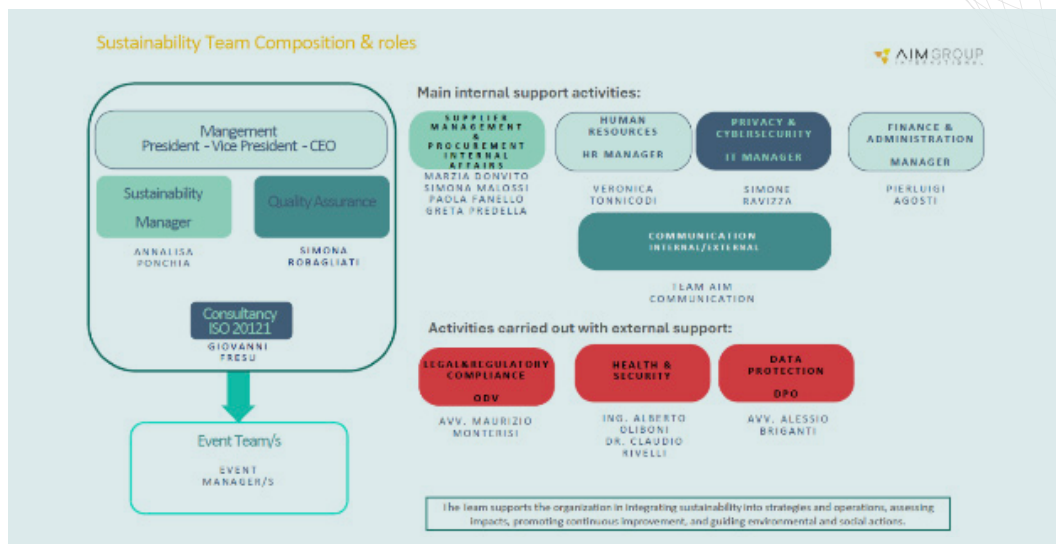 Sustainability Team Composition & roles
AIM GROUP
INTERNATIONAL
Mangement
President - Vice President - CEO
Sustainability
Manager
ANNALISA
PONCHIA
Quality Assurance
SIMONA
ROBAGLIATI
Consultancy
ISO 20121
GIOVANNI
FRESU
Event Team/s
EVENT
MANAGER/S
Main internal support activities:
SUPPLIER
MANAGEMENT
&
PROCUREMENT
INTERNAL
AFFAIRS
MARZIA DONVITO
SIMONA MALOSSI
PAOLA FANELLO
GRETA PREDELLA
HUMAN
RESOURCES
HR MANAGER
VERONICA
TONNICODI
PRIVACY &
CYBERSECURITY
IT MANAGER
SIMONE
RAVIZZA
FINANCE &
ADMINISTRATION
MANAGER
PIERLUIGI
AGOSTI
COMMUNICATION
INTERNAL/EXTERNAL
TEAM AIM
COMMUNICATION
Activities carried out with external support:
LEGAL&REGULATORY
COMPLIANCE
ODV
AVV. MAURIZIO
MONTERISI
HEALTH &
SECURITY
ING. ALBERTO
OLIBONI
DR. CLAUDIO
RIVELLI
DATA
PROTECTION
DPO
AVV. ALESSIO
BRIGANTI
The Team supports the organization in integrating sustainability into strategies and operations, assessing
impacts, promoting continuous improvement, and guiding environmental and social actions.